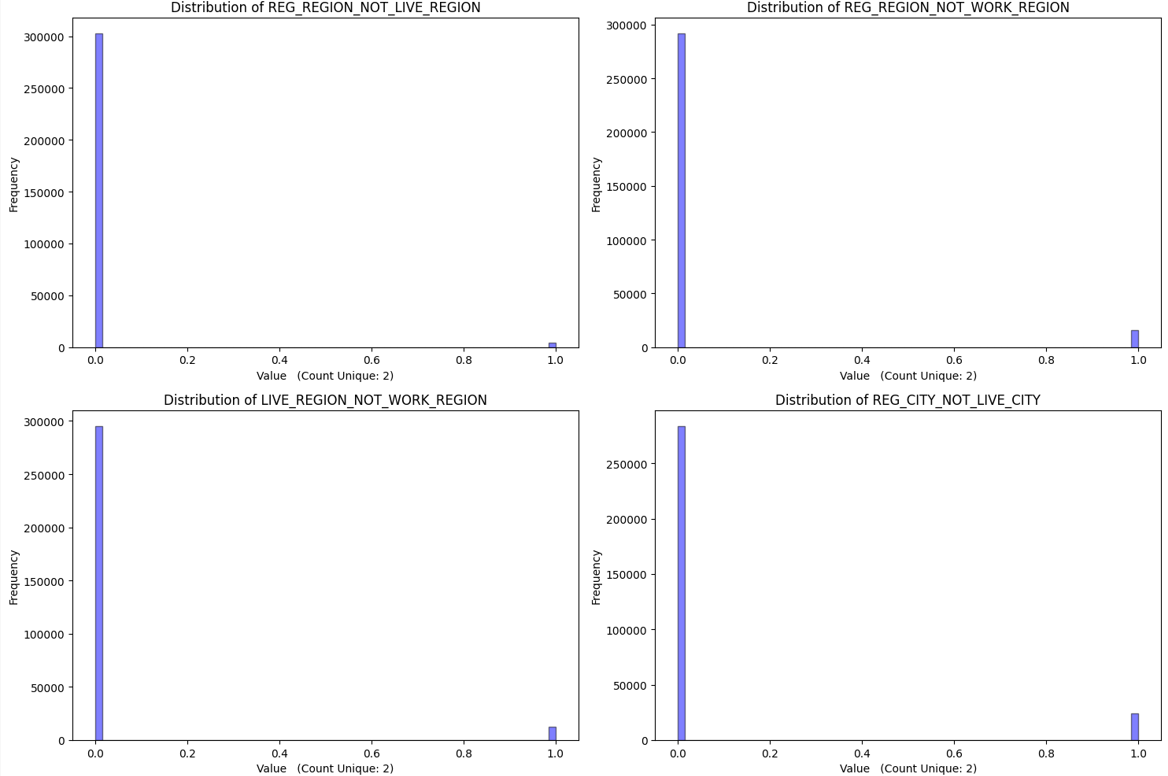 Distribution of REG_REGION_NOT_LIVE_REGION
300000
250000
200000
150000
100000
50000
0
Frequency
0.0 0.2 0.4 0.6 0.8 1.0
Value (Count Unique: 2)
Distribution of REG_REGION_NOT_WORK_REGION
300000
250000
200000
150000
100000
50000
0
Frequency
0.0 0.2 0.4 0.6 0.8 1.0
Value (Count Unique: 2)
Distribution of LIVE_REGION_NOT_WORK_REGION
300000
250000
200000
150000
100000
50000
0
Frequency
0.0 0.2 0.4 0.6 0.8 1.0
Value (Count Unique: 2)
Distribution of REG_CITY_NOT_LIVE_CITY
250000
200000
150000
100000
50000
0
Frequency
0.0 0.2 0.4 0.6 0.8 1.0
Value (Count Unique: 2)